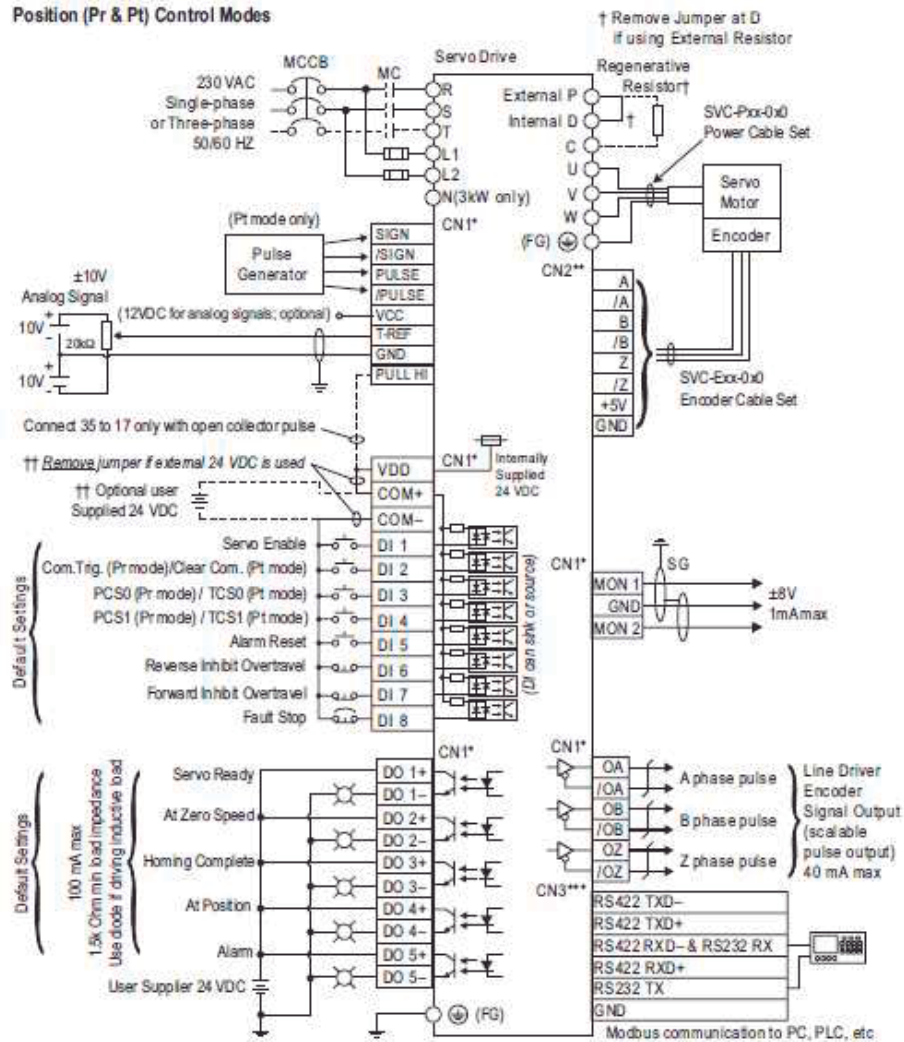 Position (Pr & Pt) Control Modes
† Remove Jumper at D
if using External Resistor
MCCB
230 VAC
Single-phase
or Three-phase
50/60 HZ
MC
Servo Drive
R
S
T
L1
L2
N(3kW only)
External P
Internal D
C
U
V
W
(FG)
Regenerative
Resistor†
†
SVC-Pxx-0x0
Power Cable Set
Servo
Motor
Encoder
(Pt mode only)
Pulse
Generator
CN1*
SIGN
/SIGN
PULSE
/PULSE
VCC
T-REF
GND
PULL HI
±10V
Analog Signal
(12VDC for analog signals; optional)
+
10V
-
20kΩ
+
10V
-
CN2**
A
/A
B
/B
Z
/Z
+5V
GND
SVC-Exx-0x0
Encoder Cable Set
Connect 35 to 17 only with open collector pulse
†† Remove jumper if external 24 VDC is used
†† Optional user
Supplied 24 VDC
CN1*
Internally
Supplied
24 VDC
VDD
COM+
COM–
Default Settings
Servo Enable
DI 1
Com.Trig. (Pr mode)/Clear Com. (Pt mode)
DI 2
PCS0 (Pr mode) / TCS0 (Pt mode)
DI 3
PCS1 (Pr mode) / TCS1 (Pt mode)
DI 4
Alarm Reset
DI 5
Reverse Inhibit Overtravel
DI 6
Forward Inhibit Overtravel
DI 7
Fault Stop
DI 8
(DI can sink or source)
CN1*
SG
MON 1
GND
MON 2
±8V
1mA max
CN1*
Default Settings
100 mA max
1.5k Ohm min load impedance
Use diode if driving inductive load
Servo Ready
DO 1+
DO 1–
At Zero Speed
DO 2+
DO 2–
Homing Complete
DO 3+
DO 3–
At Position
DO 4+
DO 4–
Alarm
DO 5+
DO 5–
User Supplier 24 VDC
(FG)
CN1*
OA
/OA
OB
/OB
OZ
/OZ
A phase pulse
B phase pulse
Z phase pulse
Line Driver
Encoder
Signal Output
(scalable
pulse output)
40 mA max
CN3***
RS422 TXD–
RS422 TXD+
RS422 RXD– & RS232 RX
RS422 RXD+
RS232 TX
GND
Modbus communication to PC, PLC, etc